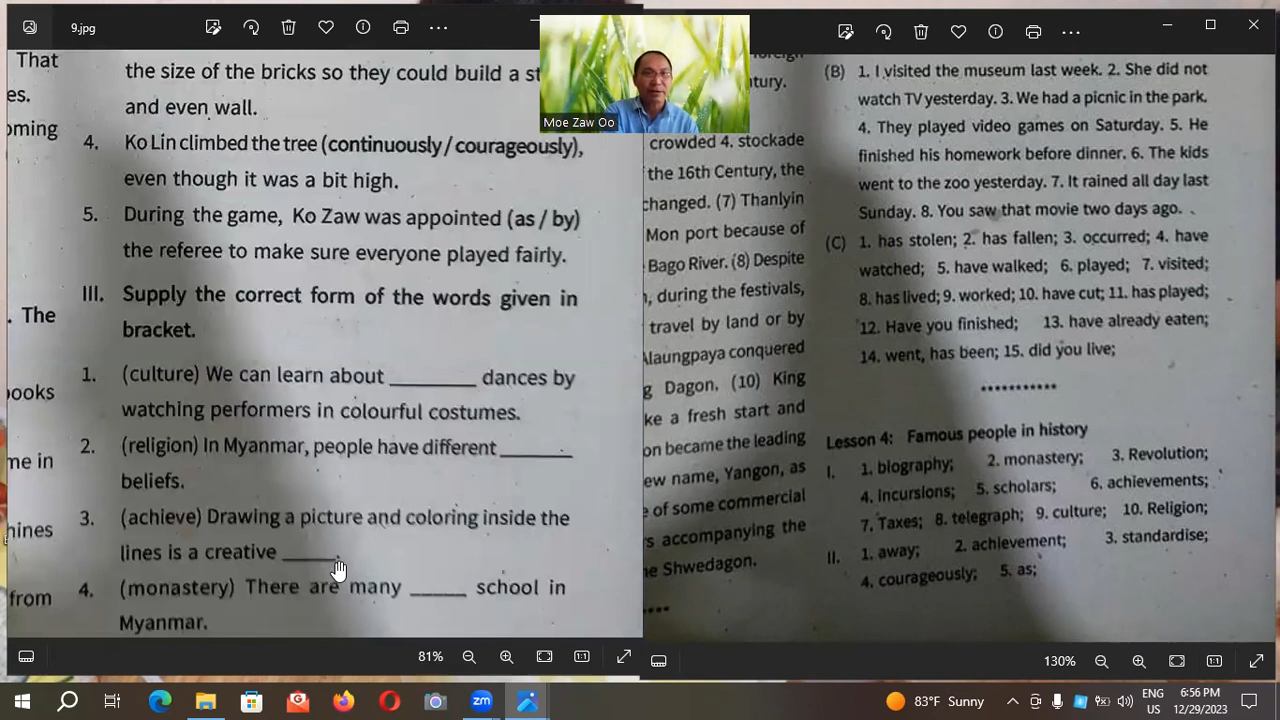 9.jpg
That
es.
oming
. The
ooks
me in
nines
from
the size of the bricks so they could build a st
and even wall.
4. Ko Lin climbed the tree (continuously / courageously),
even though it was a bit high.
5. During the game, Ko Zaw was appointed (as / by)
the referee to make sure everyone played fairly.
III. Supply the correct form of the words given in
bracket.
1. (culture) We can learn about ________ dances by
watching performers in colourful costumes.
2. (religion) In Myanmar, people have different _______
beliefs.
3. (achieve) Drawing a picture and coloring inside the
lines is a creative _____.
4. (monastery) There are many _____ school in
Myanmar.
81%
Moe Zaw Oo
foreign
ntury.
crowded 4. stockade
the 16th Century, the
changed. (7) Thanlyin
Mon port because of
Bago River. (8) Despite
, during the festivals,
travel by land or by
Alaungpaya conquered
g Dagon. (10) King
ke a fresh start and
on became the leading
ew name, Yangon, as
e of some commercial
rs accompanying the
he Shwedagon.
****
(B) 1. I visited the museum last week. 2. She did not
watch TV yesterday. 3. We had a picnic in the park.
4. They played video games on Saturday. 5. He
finished his homework before dinner. 6. The kids
went to the zoo yesterday. 7. It rained all day last
Sunday. 8. You saw that movie two days ago.
(C) 1. has stolen; 2. has fallen; 3. occurred; 4. have
watched; 5. have walked; 6. played; 7. visited;
8. has lived; 9. worked; 10. have cut; 11. has played;
12. Have you finished; 13. have already eaten;
14. went, has been; 15. did you live;
***********
Lesson 4: Famous people in history
I. 1. biography; 2. monastery; 3. Revolution;
4. Incursions; 5. scholars; 6. achievements;
7. Taxes; 8. telegraph; 9. culture; 10. Religion;
II. 1. away; 2. achievement; 3. standardise;
4. courageously; 5. as;
130%
83°F Sunny
ENG
US
6:56 PM
12/29/2023